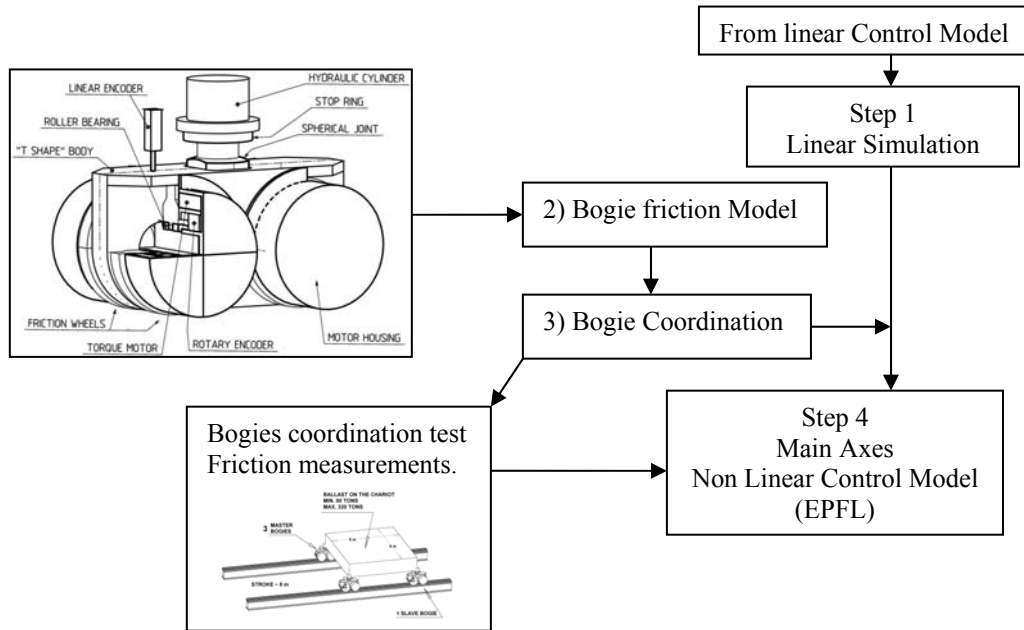 From linear Control Model
Step 1
Linear Simulation
HYDRAULIC CYLINDER
LINEAR ENCODER
STOP RING
ROLLER BEARING
SPHERICAL JOINT
"T SHAPE" BODY
2) Bogie friction Model
3) Bogie Coordination
FRICTION WHEELS
MOTOR HOUSING
TORQUE MOTOR
ROTARY ENCODER
Bogies coordination test
Friction measurements.
BALLAST ON THE CHARIOT
MIN. 80 TONS
MAX. 320 TONS
3 MASTER
BOGIES
STROKE ~ 8 m
1 SLAVE BOGIE
Step 4
Main Axes
Non Linear Control Model
(EPFL)